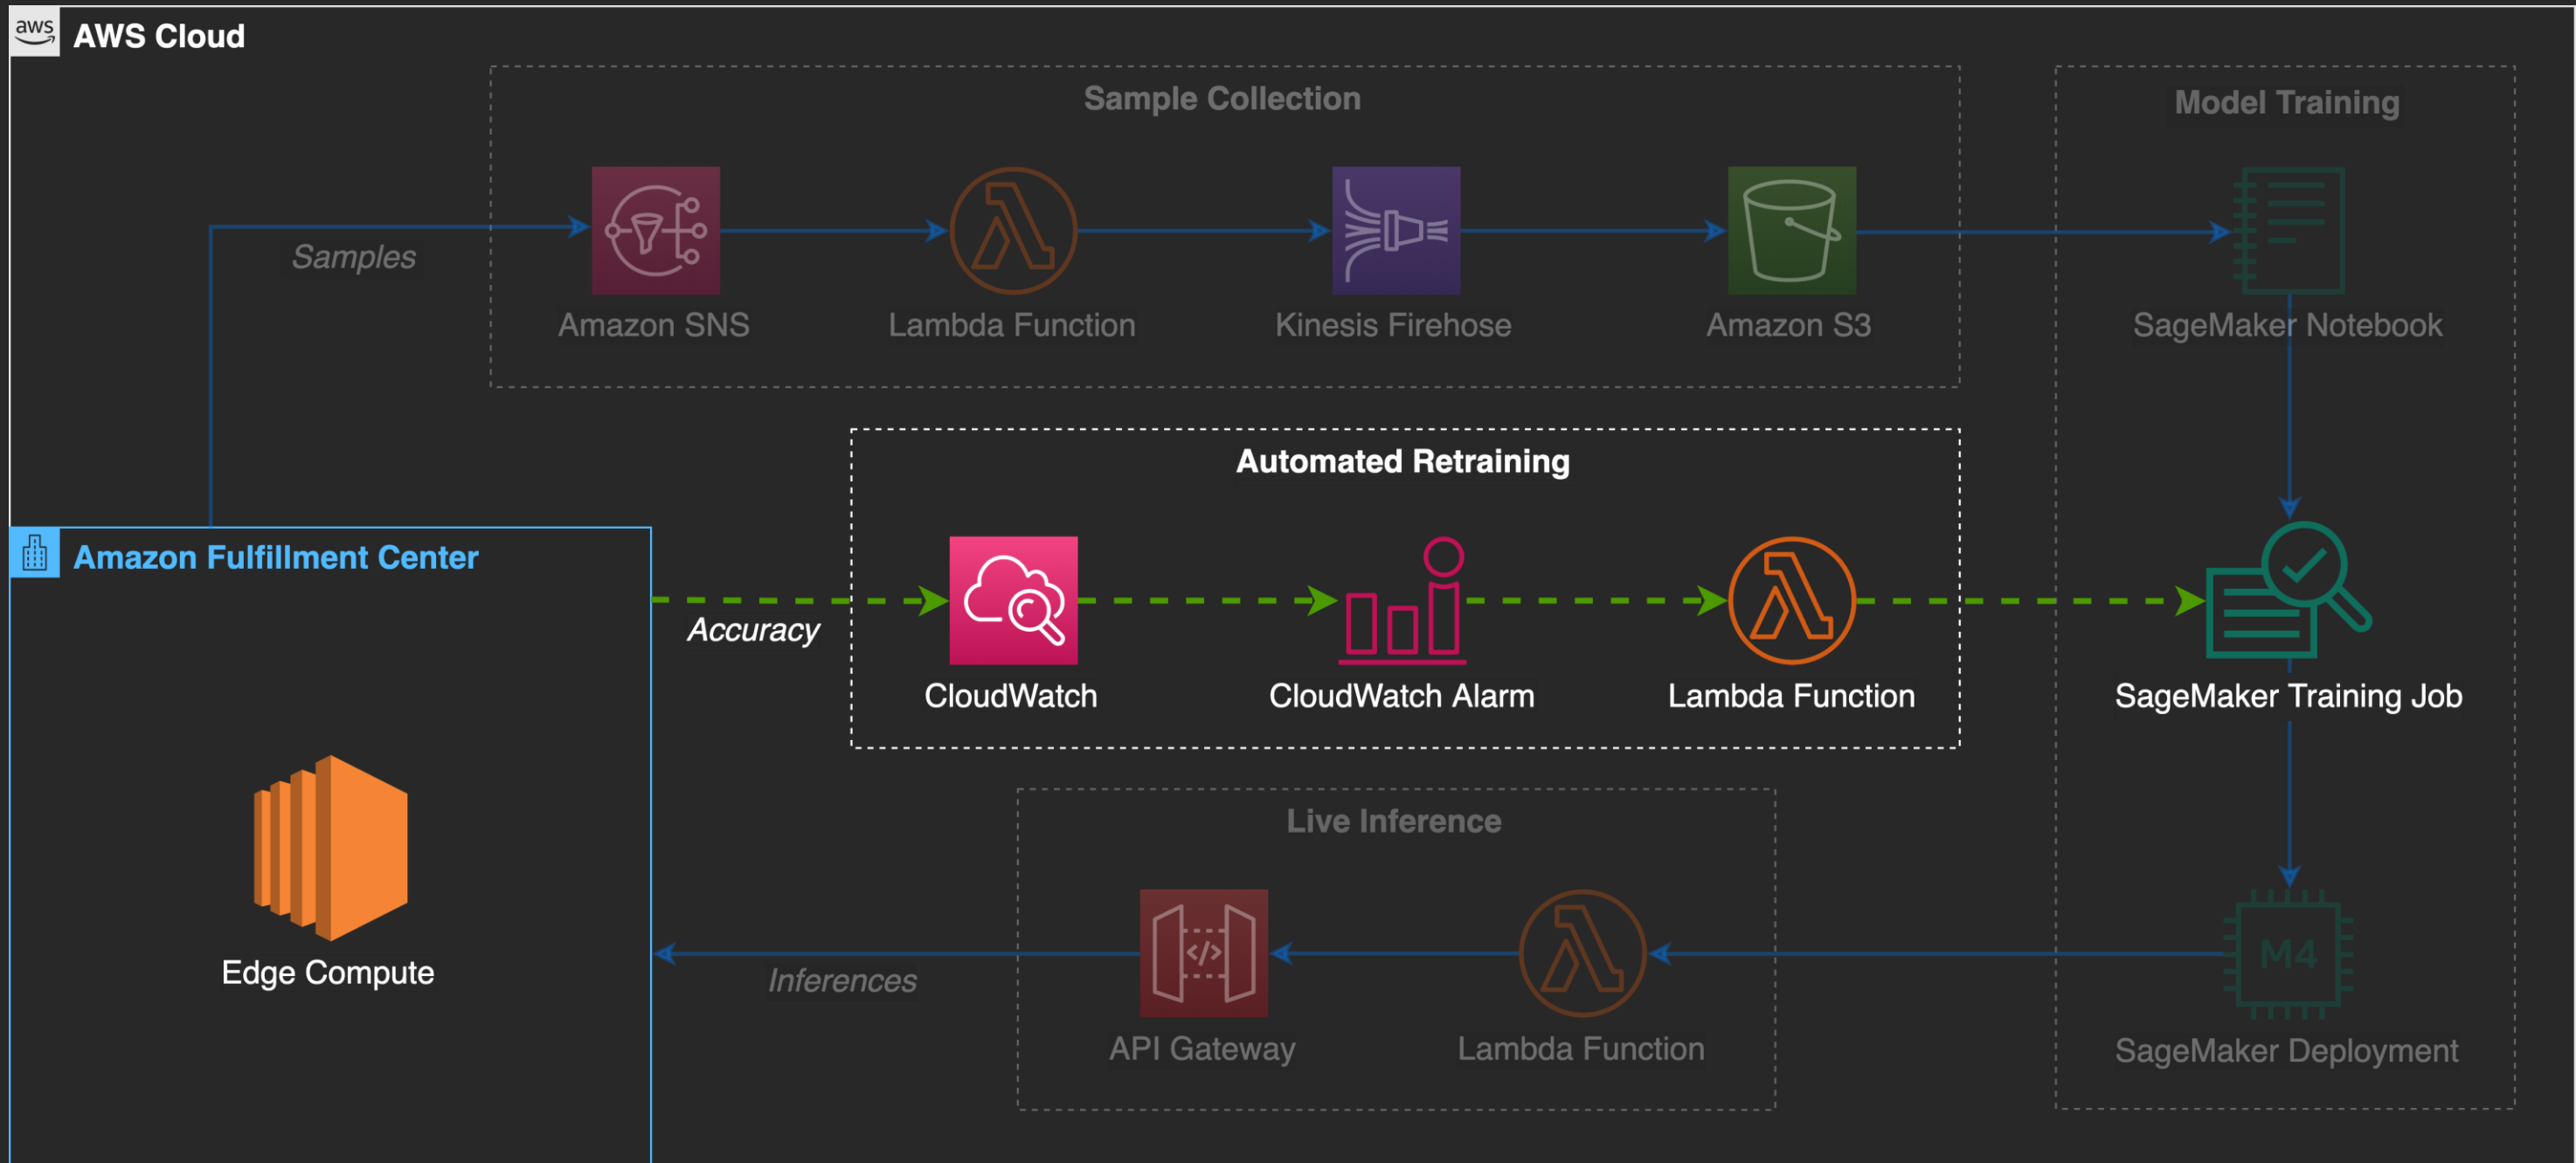 aws
AWS Cloud
Sample Collection
Model Training
Samples
Amazon SNS
Lambda Function
Kinesis Firehose
Amazon S3
SageMaker Notebook
Automated Retraining
Amazon Fulfillment Center
Accuracy
CloudWatch
CloudWatch Alarm
Lambda Function
SageMaker Training Job
Live Inference
Edge Compute
Inferences
</>
M4
API Gateway
Lambda Function
SageMaker Deployment